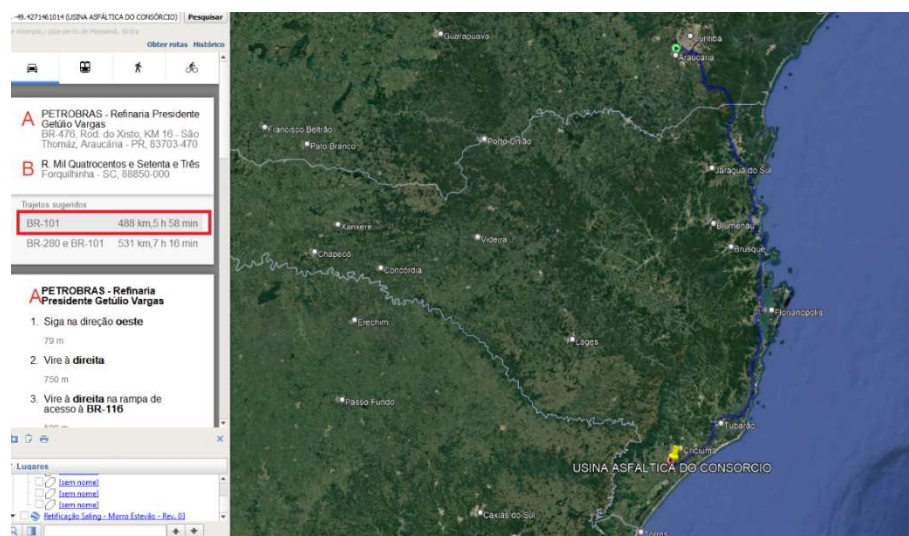 -49.4271461014 (USINA ASFÁLTICA DO CONSÓRCIO) Pesquisar
Obter rotas Histórico
A PETROBRAS - Refinaria Presidente
Getúlio Vargas
BR-476, Rod. do Xisto, KM 16 - São
Thomáz, Araucária - PR, 83703-470
B R. Mil Quatrocentos e Setenta e Três
Forquilhinha - SC, 88850-000
Trajetos sugeridos
BR-101 488 km,5 h 58 min
BR-280 e BR-101 531 km,7 h 16 min
A PETROBRAS - Refinaria
Presidente Getúlio Vargas
1. Siga na direção oeste
79 m
2. Vire à direita
750 m
3. Vire à direita na rampa de
acesso à BR-116
Lugares
[sem nome]
[sem nome]
[sem nome]
Retificação Saling - Morro Estevão - Rev. 03
Guarapuava
Curitiba
Araucária
Francisco Beltrão
Pato Branco
Porto União
Jaraguá do Sul
Xanxerê
Videira
Blumenau
Brusque
Chapecó
Concórdia
Erechim
Florianópolis
Lages
Passo Fundo
Tubarão
Criciúma
USINA ASFÁLTICA DO CONSÓRCIO
Caxias do Sul
Torres